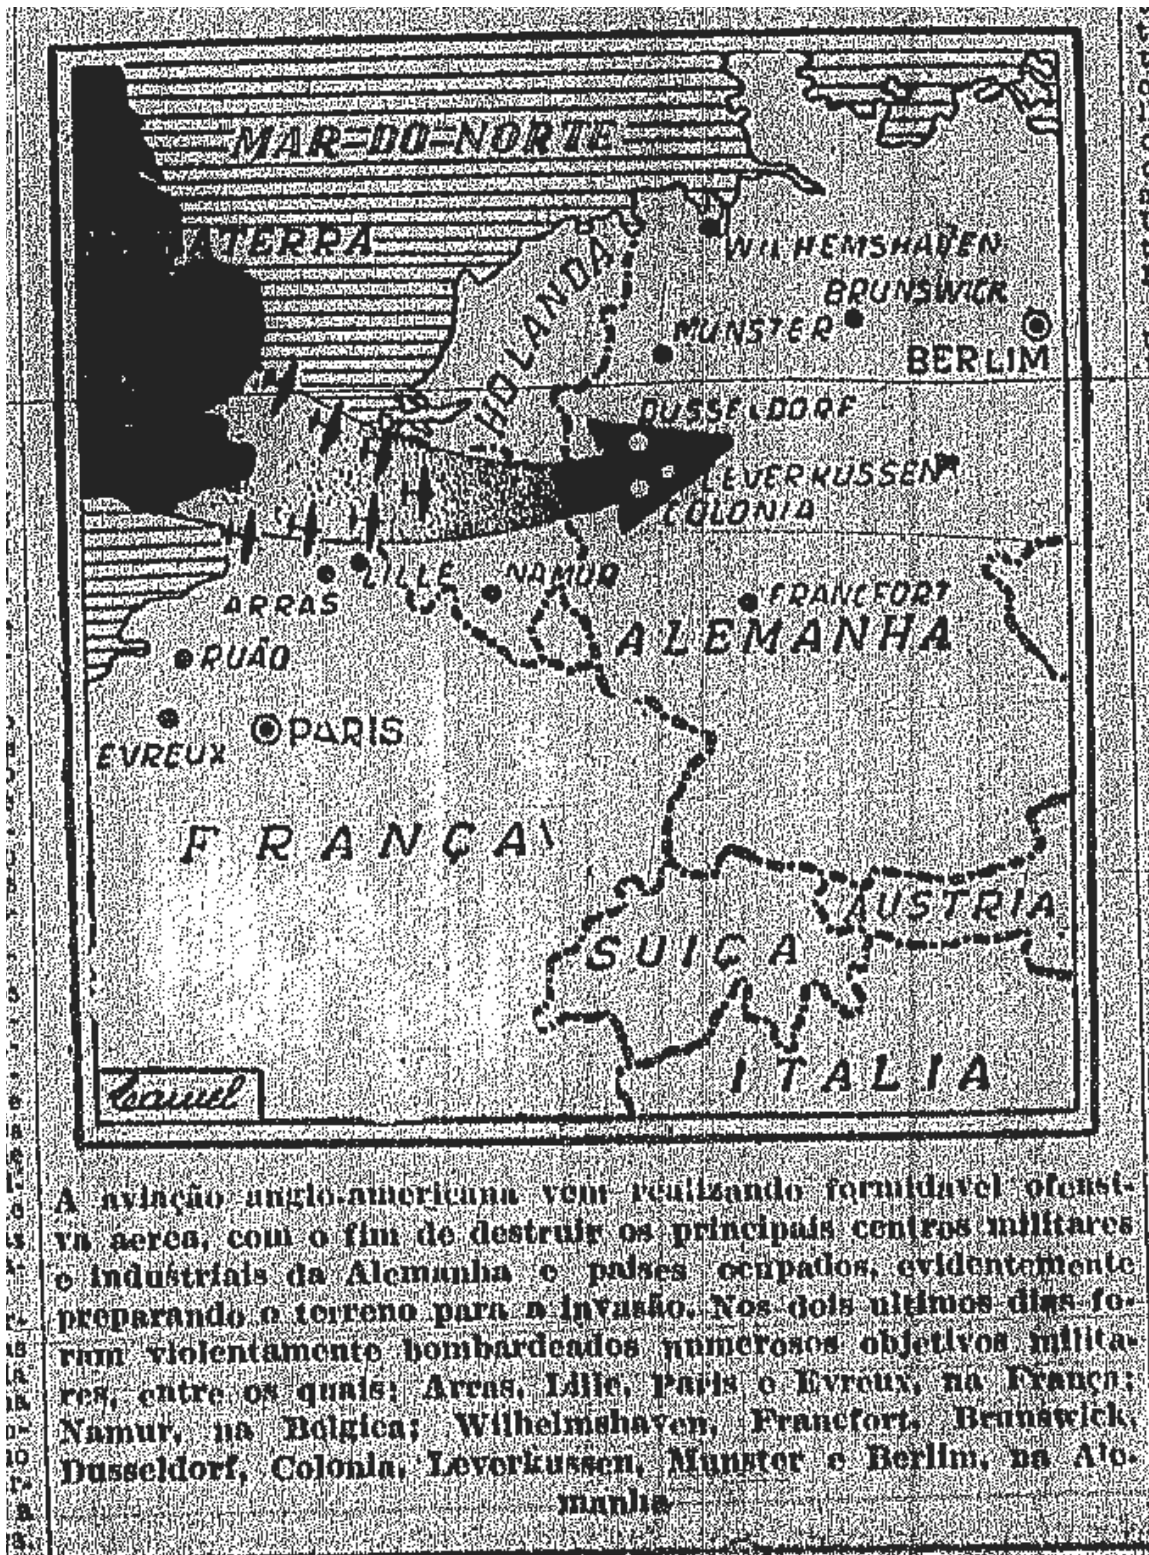 MAR-DO-NORTE
ATERRA
HOLANDA
WILHEMSHAVEN
BRUNSWICK
MUNSTER
BERLIM
DUSSELDORF
LEVERKUSSEN
COLONIA
LILLE
NAMUR
ARRAS
FRANCFORT
ALEMANHA
RUÃO
EVREUX
PARIS
FRANÇA
AUSTRIA
SUIÇA
ITALIA
A aviação anglo-americana vem realizando formidavel ofensi-
va aerea, com o fim de destruir os principais centros militares
e industriais da Alemanha e paises ocupados, evidentemente
preparando o terreno para a invasão. Nos dois ultimos dias fo-
ram violentamente bombardeados numerosos objetivos milita-
res, entre os quais: Arras, Lille, Paris e Evreux, na França;
Namur, na Belgica; Wilhelmshaven, Francfort, Brunswick,
Dusseldorf, Colonia, Leverkussen, Munster e Berlim, na Ale-
manha